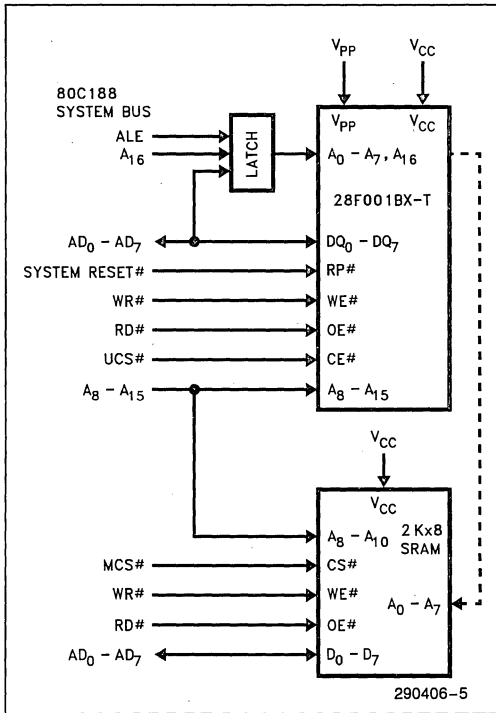 80C188
SYSTEM BUS
V_PP V_CC
V_PP V_CC
ALE
A_16
LATCH
A_0 – A_7, A_16
28F001BX-T
AD_0 – AD_7
DQ_0 – DQ_7
SYSTEM RESET#
RP#
WR#
WE#
RD#
OE#
UCS#
CE#
A_8 – A_15
A_8 – A_15
V_CC
V_CC
A_8 – A_10
2 Kx8
SRAM
MCS#
CS#
WR#
WE#
A_0 – A_7
RD#
OE#
AD_0 – AD_7
D_0 – D_7
290406-5